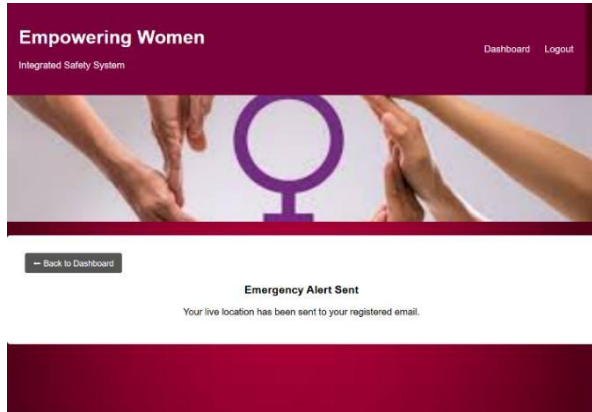 Empowering Women
Integrated Safety System
Dashboard Logout
← Back to Dashboard
Emergency Alert Sent
Your live location has been sent to your registered email.